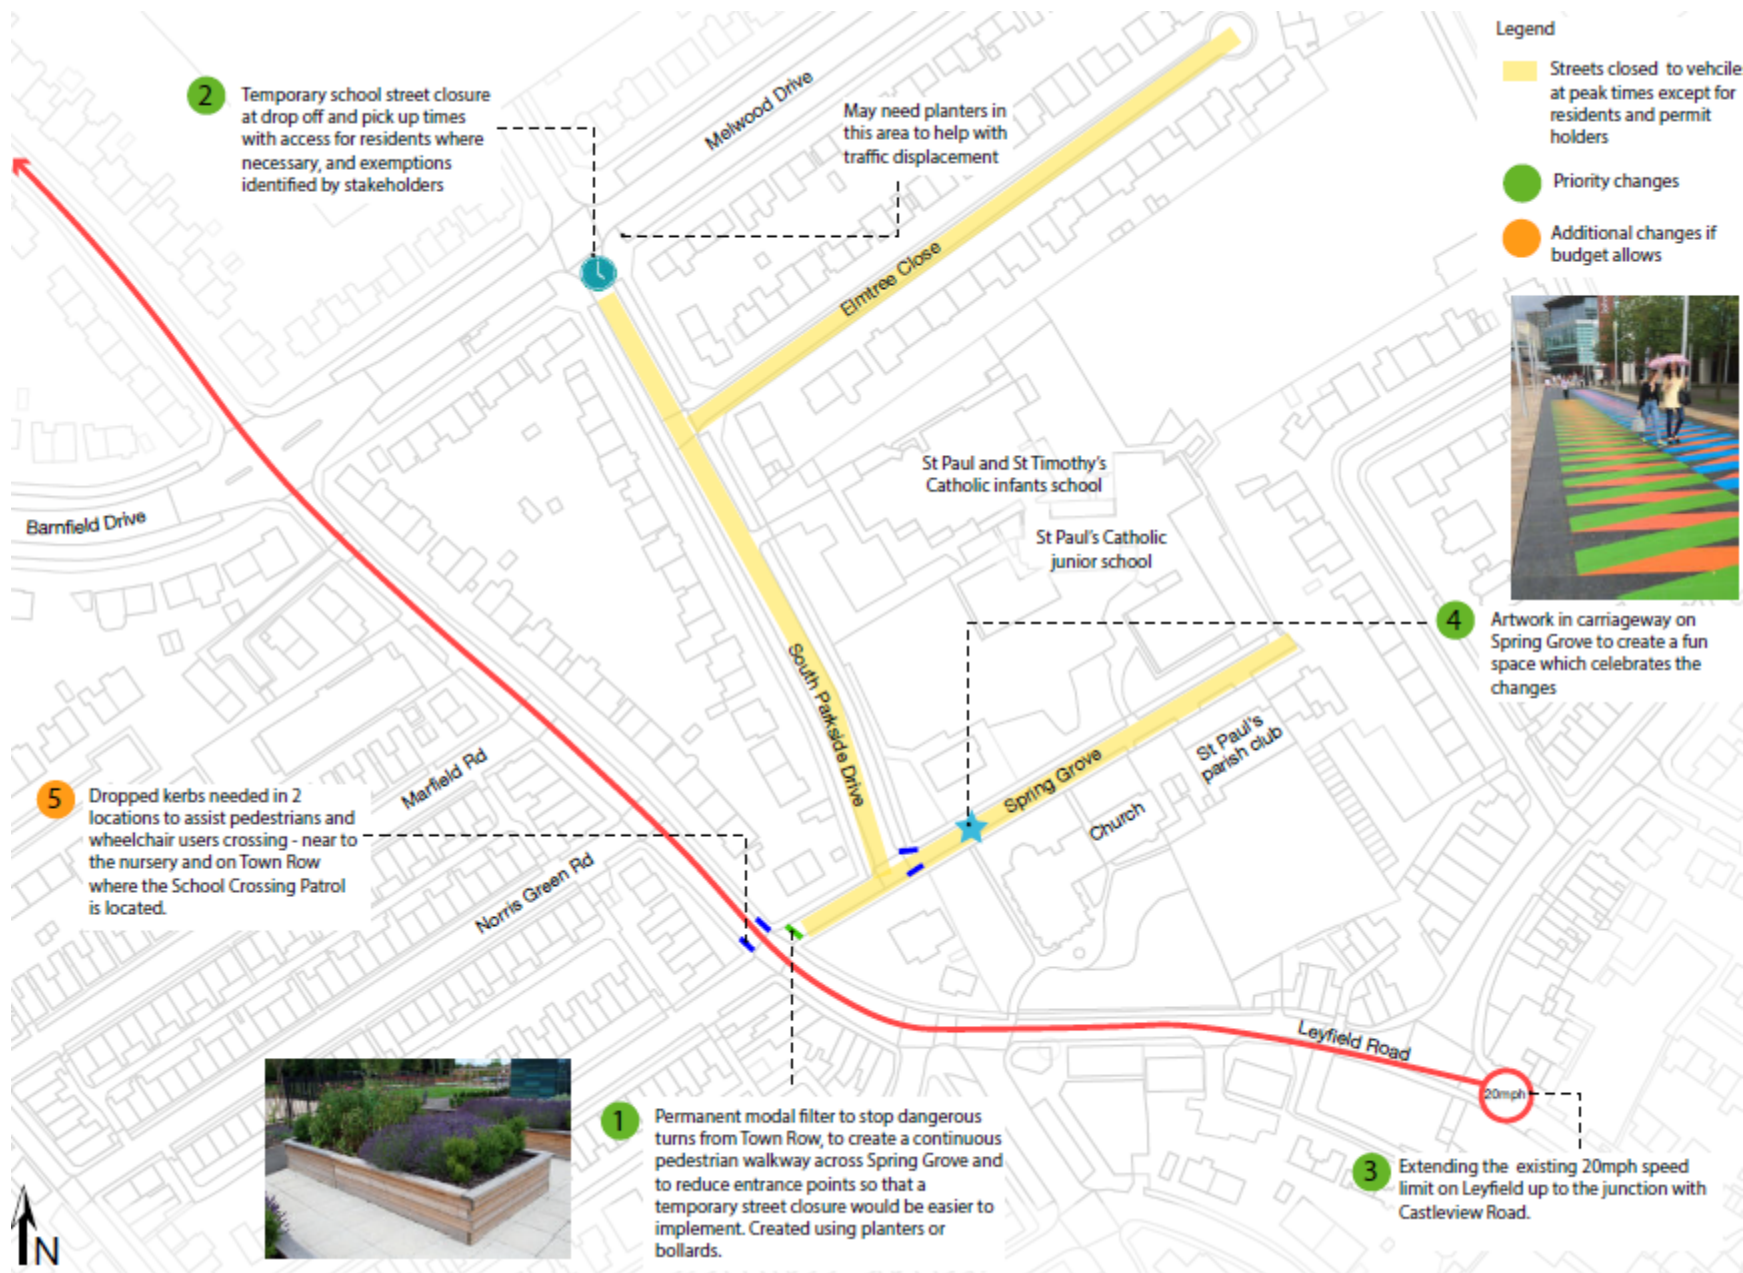 Legend
Streets closed to vehcile
at peak times except for
residents and permit
holders
Priority changes
Additional changes if
budget allows
2
Temporary school street closure
at drop off and pick up times
with access for residents where
necessary, and exemptions
identified by stakeholders
Melwood Drive
May need planters in
this area to help with
traffic displacement
Elmtree Close
St Paul and St Timothy's
Catholic infants school
St Paul's Catholic
junior school
Barnfield Drive
4
Artwork in carriageway on
Spring Grove to create a fun
space which celebrates the
changes
South Parkside Drive
Spring Grove
St Paul's
parish club
Church
Marfield Rd
5
Dropped kerbs needed in 2
locations to assist pedestrians and
wheelchair users crossing - near to
the nursery and on Town Row
where the School Crossing Patrol
is located.
Norris Green Rd
Leyfield Road
20mph
1
Permanent modal filter to stop dangerous
turns from Town Row, to create a continuous
pedestrian walkway across Spring Grove and
to reduce entrance points so that a
temporary street closure would be easier to
implement. Created using planters or
bollards.
3
Extending the existing 20mph speed
limit on Leyfield up to the junction with
Castleview Road.
N